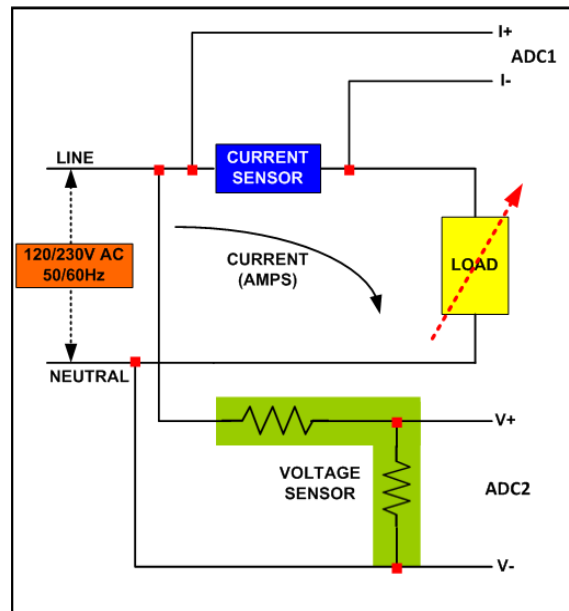 I+
ADC1
I-
LINE
CURRENT
SENSOR
120/230V AC
50/60Hz
CURRENT
(AMPS)
LOAD
NEUTRAL
V+
VOLTAGE
SENSOR
ADC2
V-